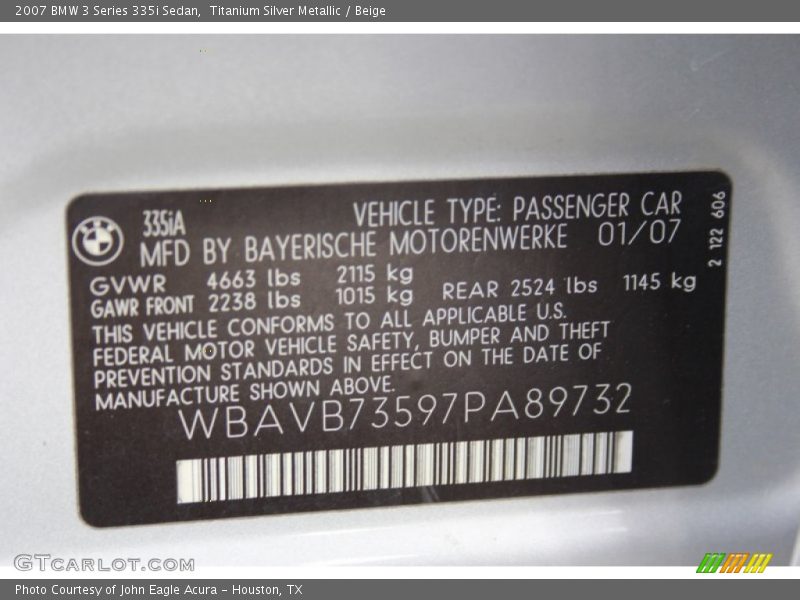 2007 BMW 3 Series 335i Sedan, Titanium Silver Metallic / Beige
335iA VEHICLE TYPE: PASSENGER CAR
MFD BY BAYERISCHE MOTORENWERKE 01/07
GVWR 4663 lbs 2115 kg
GAWR FRONT 2238 lbs 1015 kg REAR 2524 lbs 1145 kg
THIS VEHICLE CONFORMS TO ALL APPLICABLE U.S.
FEDERAL MOTOR VEHICLE SAFETY, BUMPER AND THEFT
PREVENTION STANDARDS IN EFFECT ON THE DATE OF
MANUFACTURE SHOWN ABOVE.
WBAVB73597PA89732
2 122 606
GTCARLOT.COM
Photo Courtesy of John Eagle Acura - Houston, TX